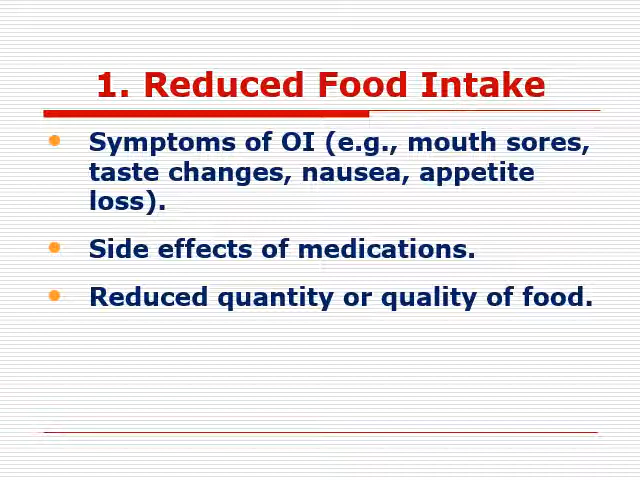 1. Reduced Food Intake
Symptoms of OI (e.g., mouth sores,
taste changes, nausea, appetite
loss).
Side effects of medications.
Reduced quantity or quality of food.